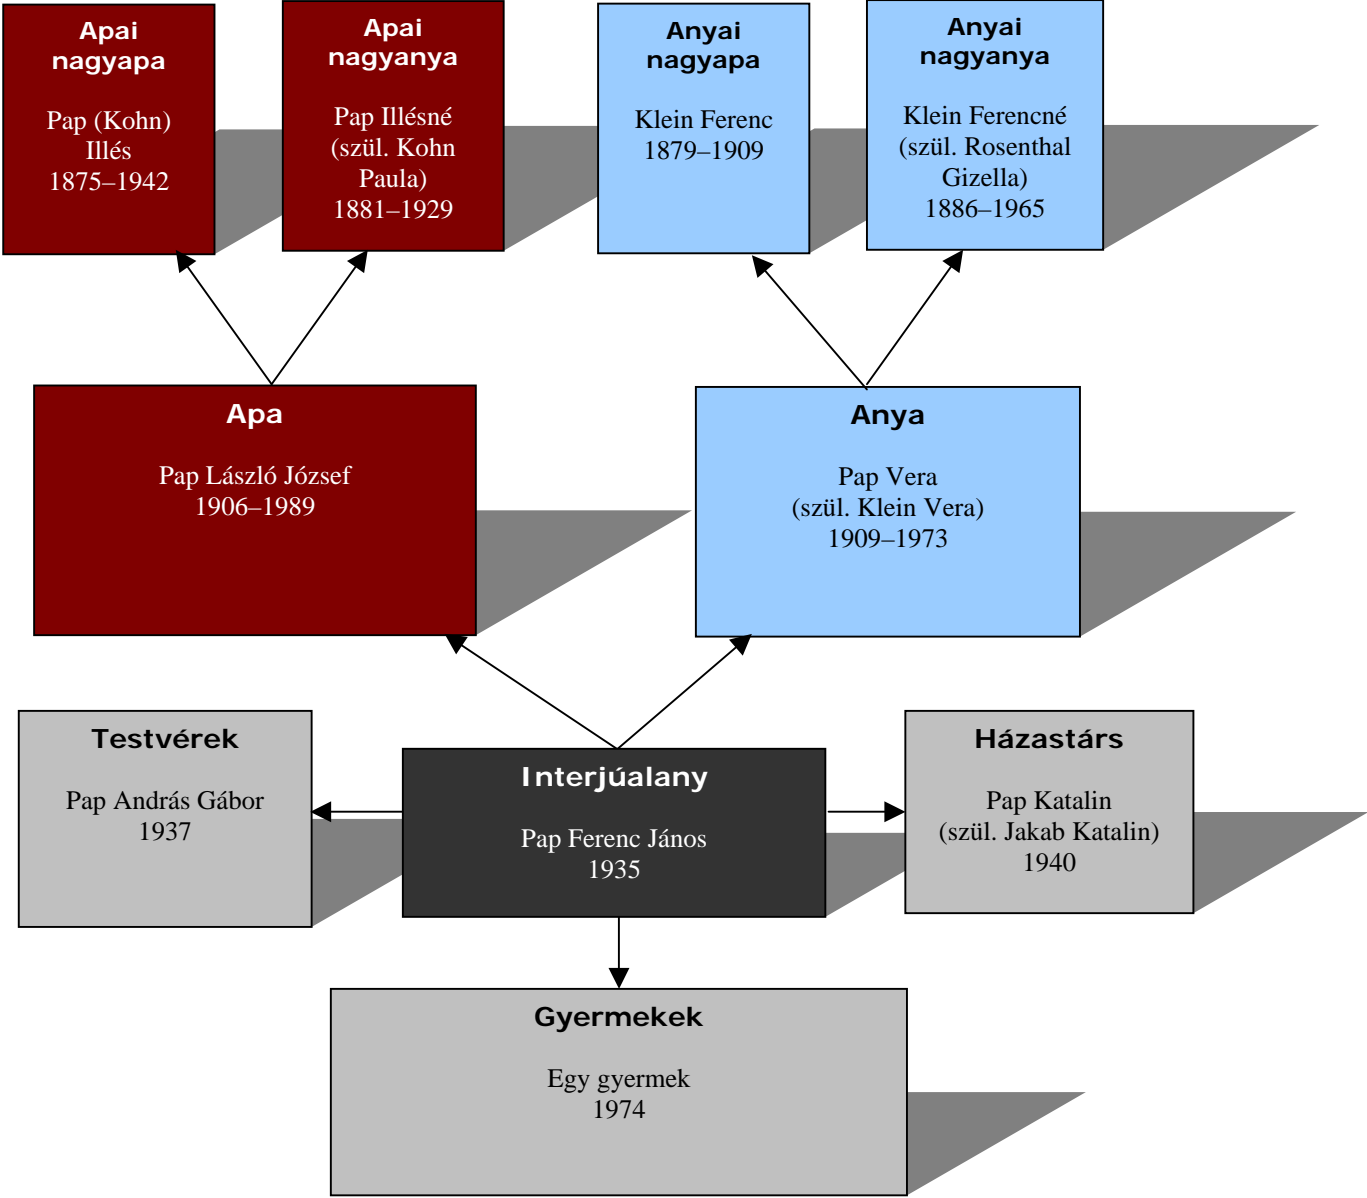 Apai
nagyapa
Pap (Kohn)
Illés
1875–1942
Apai
nagyanya
Pap Illésné
(szül. Kohn
Paula)
1881–1929
Anyai
nagyapa
Klein Ferenc
1879–1909
Anyai
nagyanya
Klein Ferencné
(szül. Rosenthal
Gizella)
1886–1965
Apa
Pap László József
1906–1989
Anya
Pap Vera
(szül. Klein Vera)
1909–1973
Testvérek
Pap András Gábor
1937
Interjúalany
Pap Ferenc János
1935
Házastárs
Pap Katalin
(szül. Jakab Katalin)
1940
Gyermekek
Egy gyermek
1974